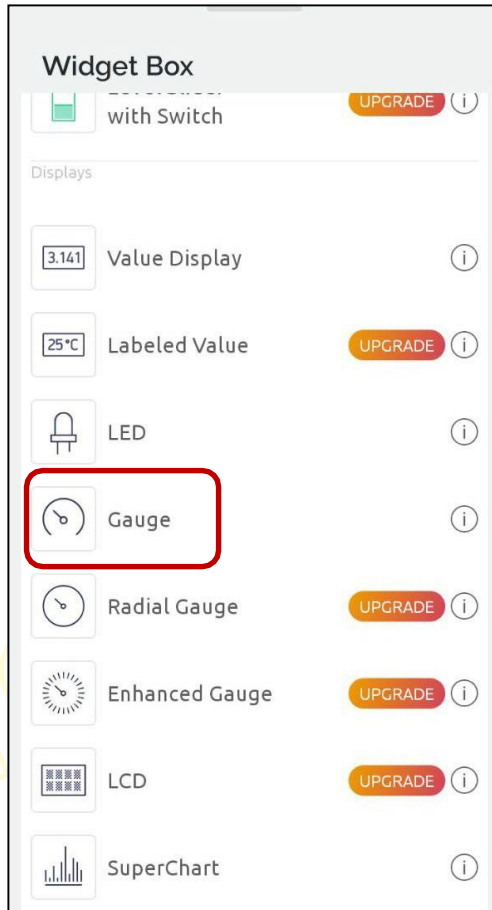 Widget Box
with Switch
UPGRADE i
Displays
3.141 Value Display i
25°C Labeled Value UPGRADE i
LED i
Gauge i
Radial Gauge UPGRADE i
Enhanced Gauge UPGRADE i
LCD UPGRADE i
SuperChart i